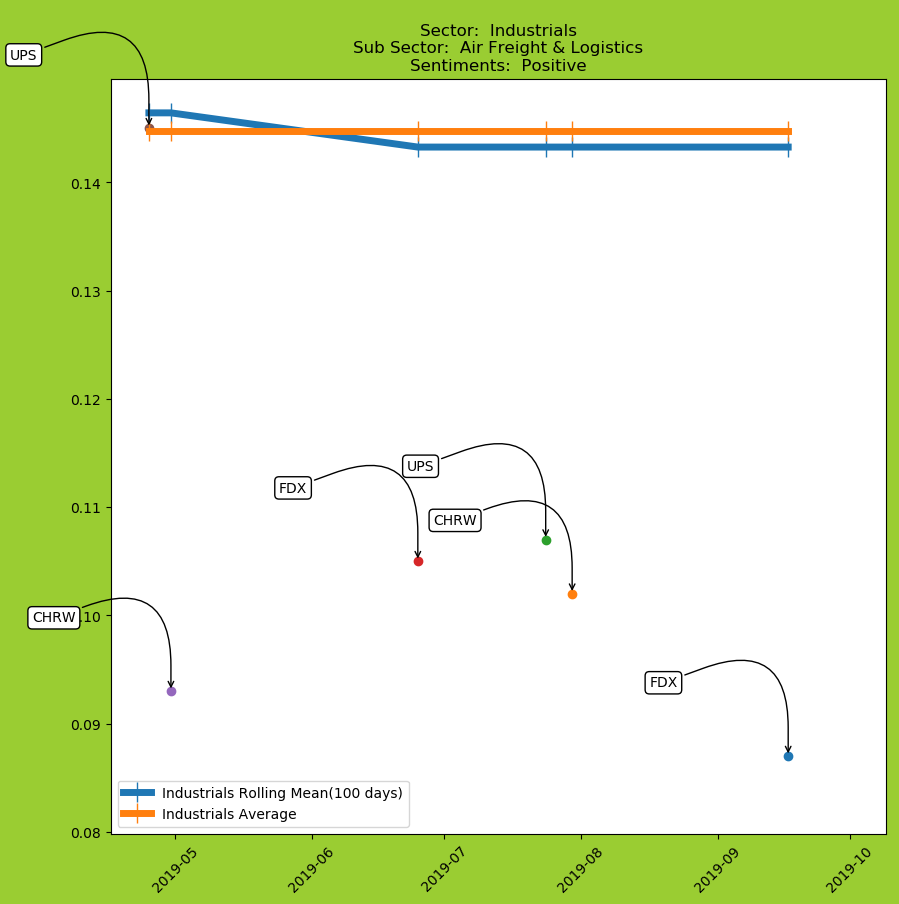 Sector:  Industrials
Sub Sector:  Air Freight & Logistics
Sentiments:  Positive
UPS
0.14
0.13
0.12
UPS
FDX
0.11
CHRW
CHRW
.10
FDX
0.09
Industrials Rolling Mean(100 days)
Industrials Average
0.08
2019-05
2019-06
2019-07
2019-08
2019-09
2019-10